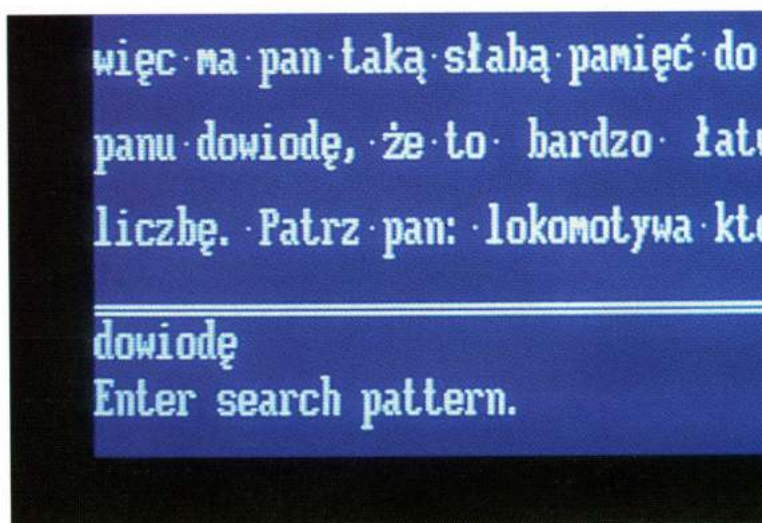 więc·ma·pan·taką·słabą·pamięć·do
panu·dowiodę,·że·to· bardzo·
liczbę. ·Patrz·pan: ·lokomotywa·
dowiodę
Enter search pattern.